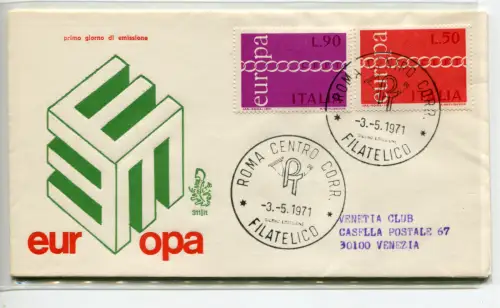 primo giorno di emissione
europa
L.90
ITALIA
europa
L.50
ITALIA
ROMA CENTRO CORR.
-3.-5.1971
FILATELICO
ROMA CENTRO CORR.
-3.-5.1971
FILATELICO
eur opa
VENETIA CLUB
CASELLA POSTALE 67
30100 VENEZIA